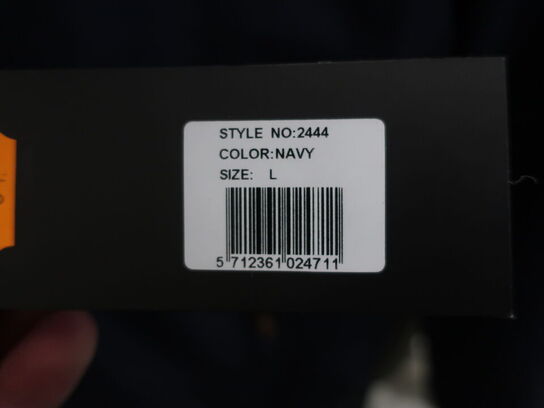 STYLE NO:2444
COLOR:NAVY
SIZE: L
5 712361 024711